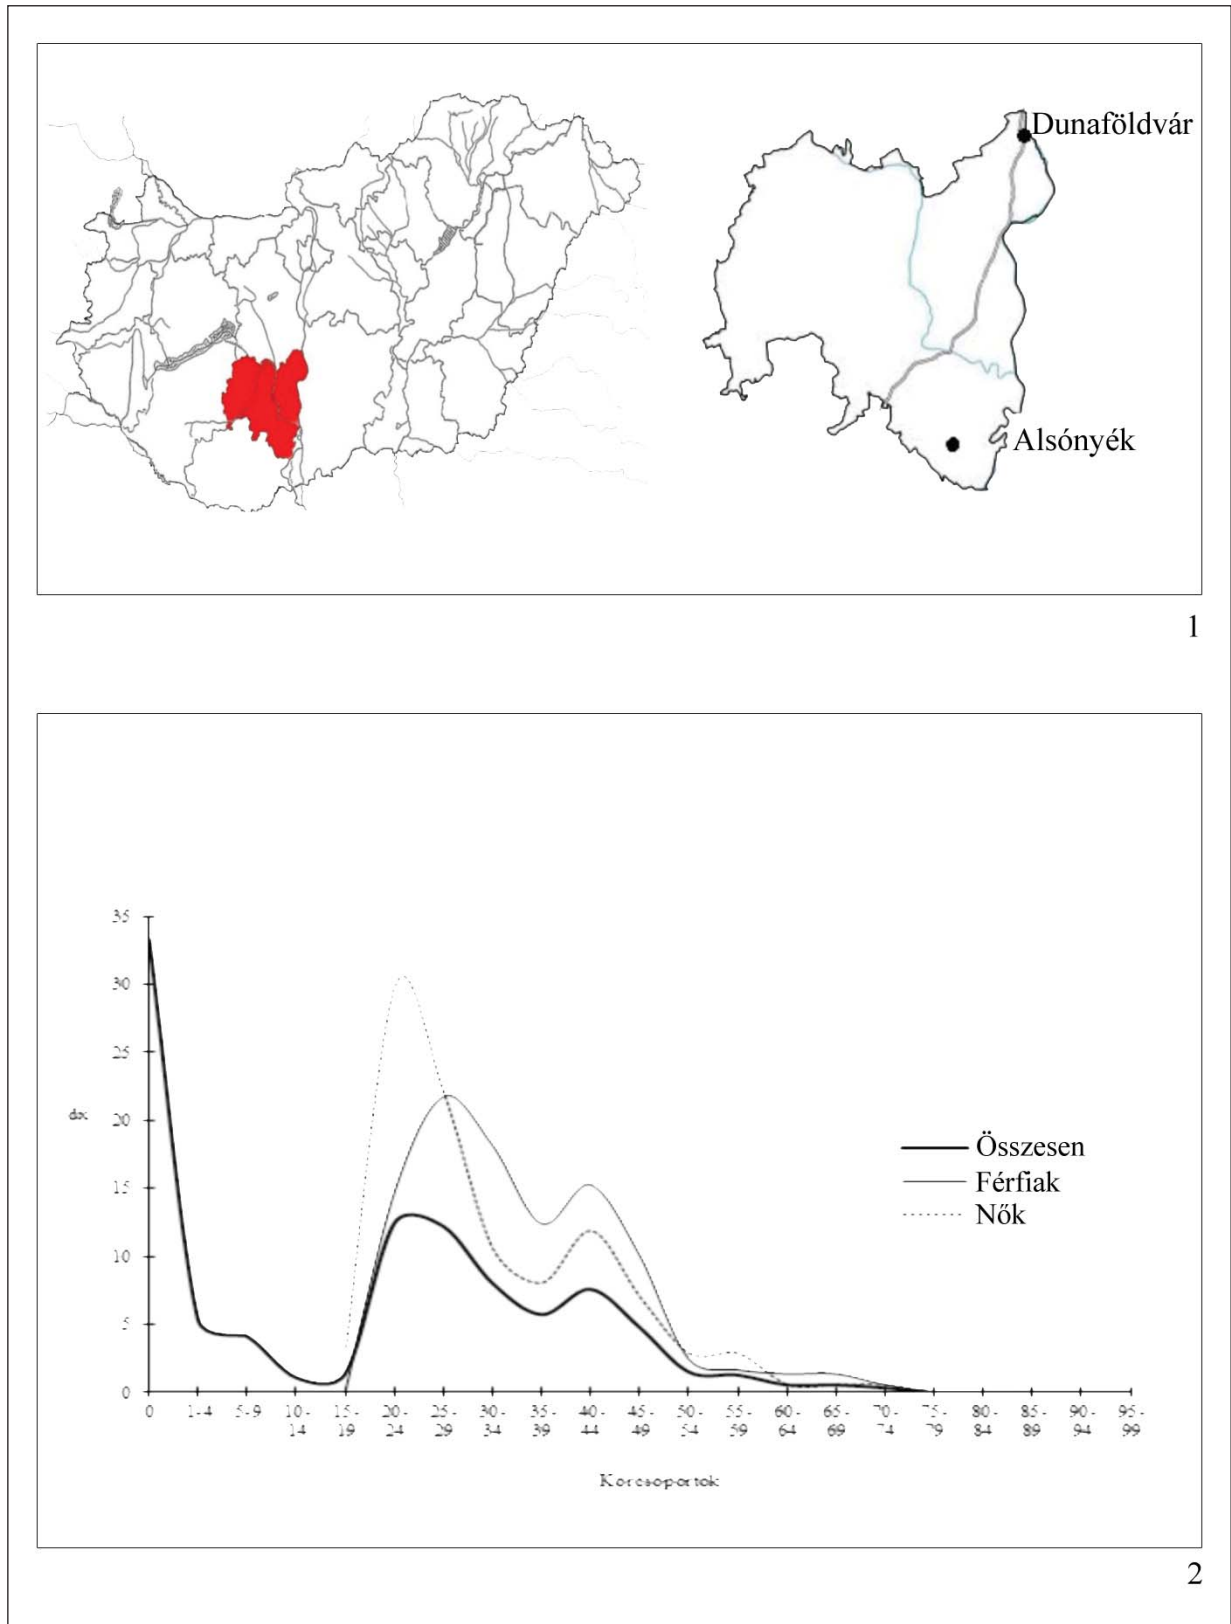 Dunaföldvár
Alsónyék
1
35
30
25
dx
20
15
10
5
0
Összesen
Férfiak
Nők
0 1-4 5-9 10- 15- 20- 25- 30- 35- 40- 45- 50- 55- 60- 65- 70- 75- 80- 85- 90- 95-
14 19 24 29 34 39 44 49 54 59 64 69 74 79 84 89 94 99
Korcsoportok
2